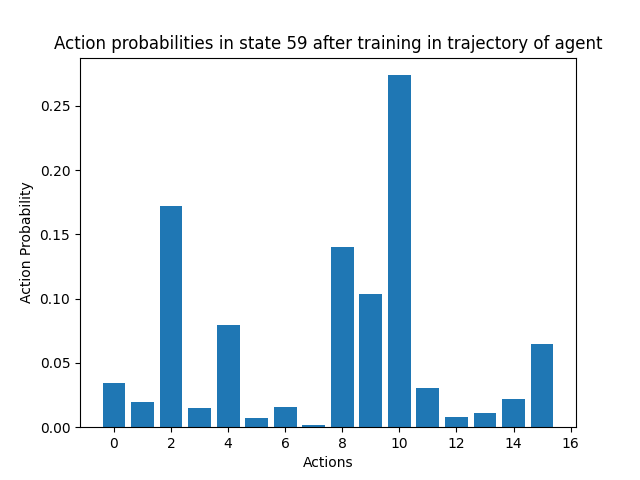 Action probabilities in state 59 after training in trajectory of agent
Action Probability
0.25
0.20
0.15
0.10
0.05
0.00
0 2 4 6 8 10 12 14 16
Actions